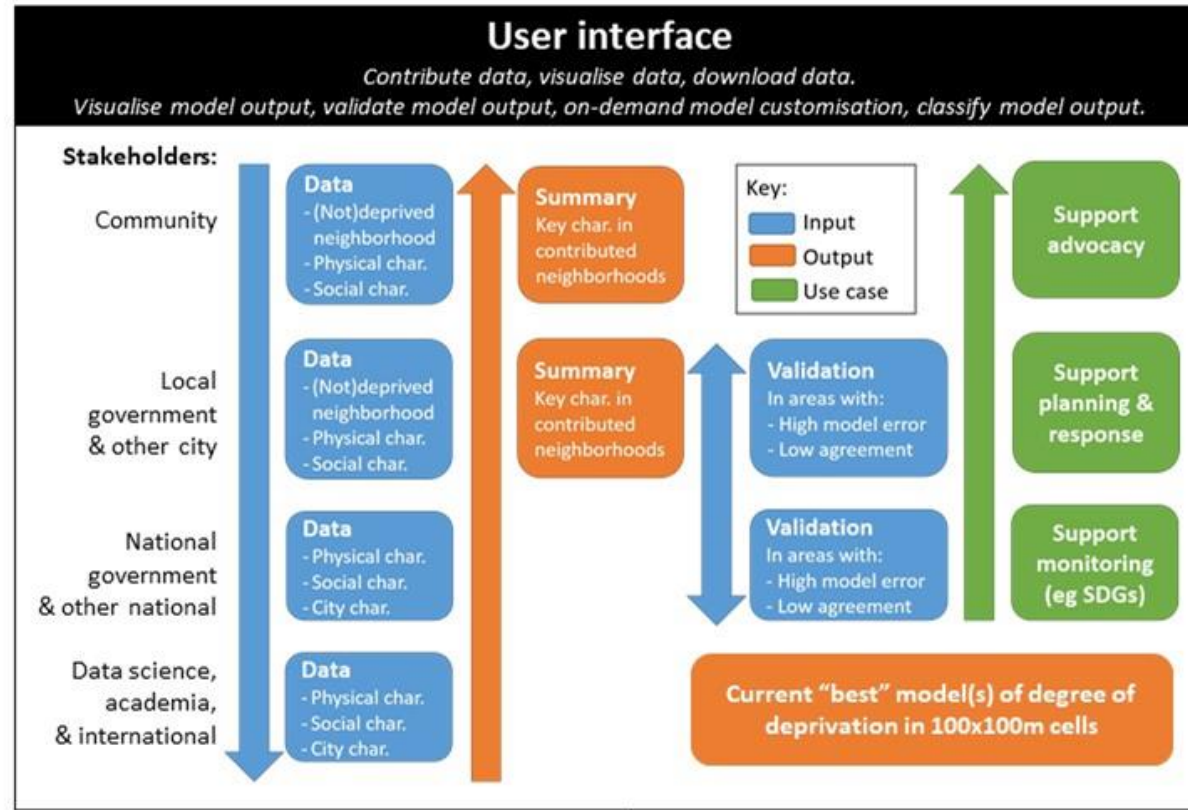 User interface
Contribute data, visualise data, download data.
Visualise model output, validate model output, on-demand model customisation, classify model output.
Stakeholders:
Community
Data
- (Not)deprived
neighborhood
- Physical char.
- Social char.
Summary
Key char. in
contributed
neighborhoods
Key:
Input
Output
Use case
Support
advocacy
Local
government
& other city
Data
- (Not)deprived
neighborhood
- Physical char.
- Social char.
Summary
Key char. in
contributed
neighborhoods
Validation
In areas with:
- High model error
- Low agreement
Support
planning &
response
National
government
& other national
Data
- Physical char.
- Social char.
- City char.
Validation
In areas with:
- High model error
- Low agreement
Support
monitoring
(eg SDGs)
Data science,
academia,
& international
Data
- Physical char.
- Social char.
- City char.
Current “best” model(s) of degree of
deprivation in 100x100m cells